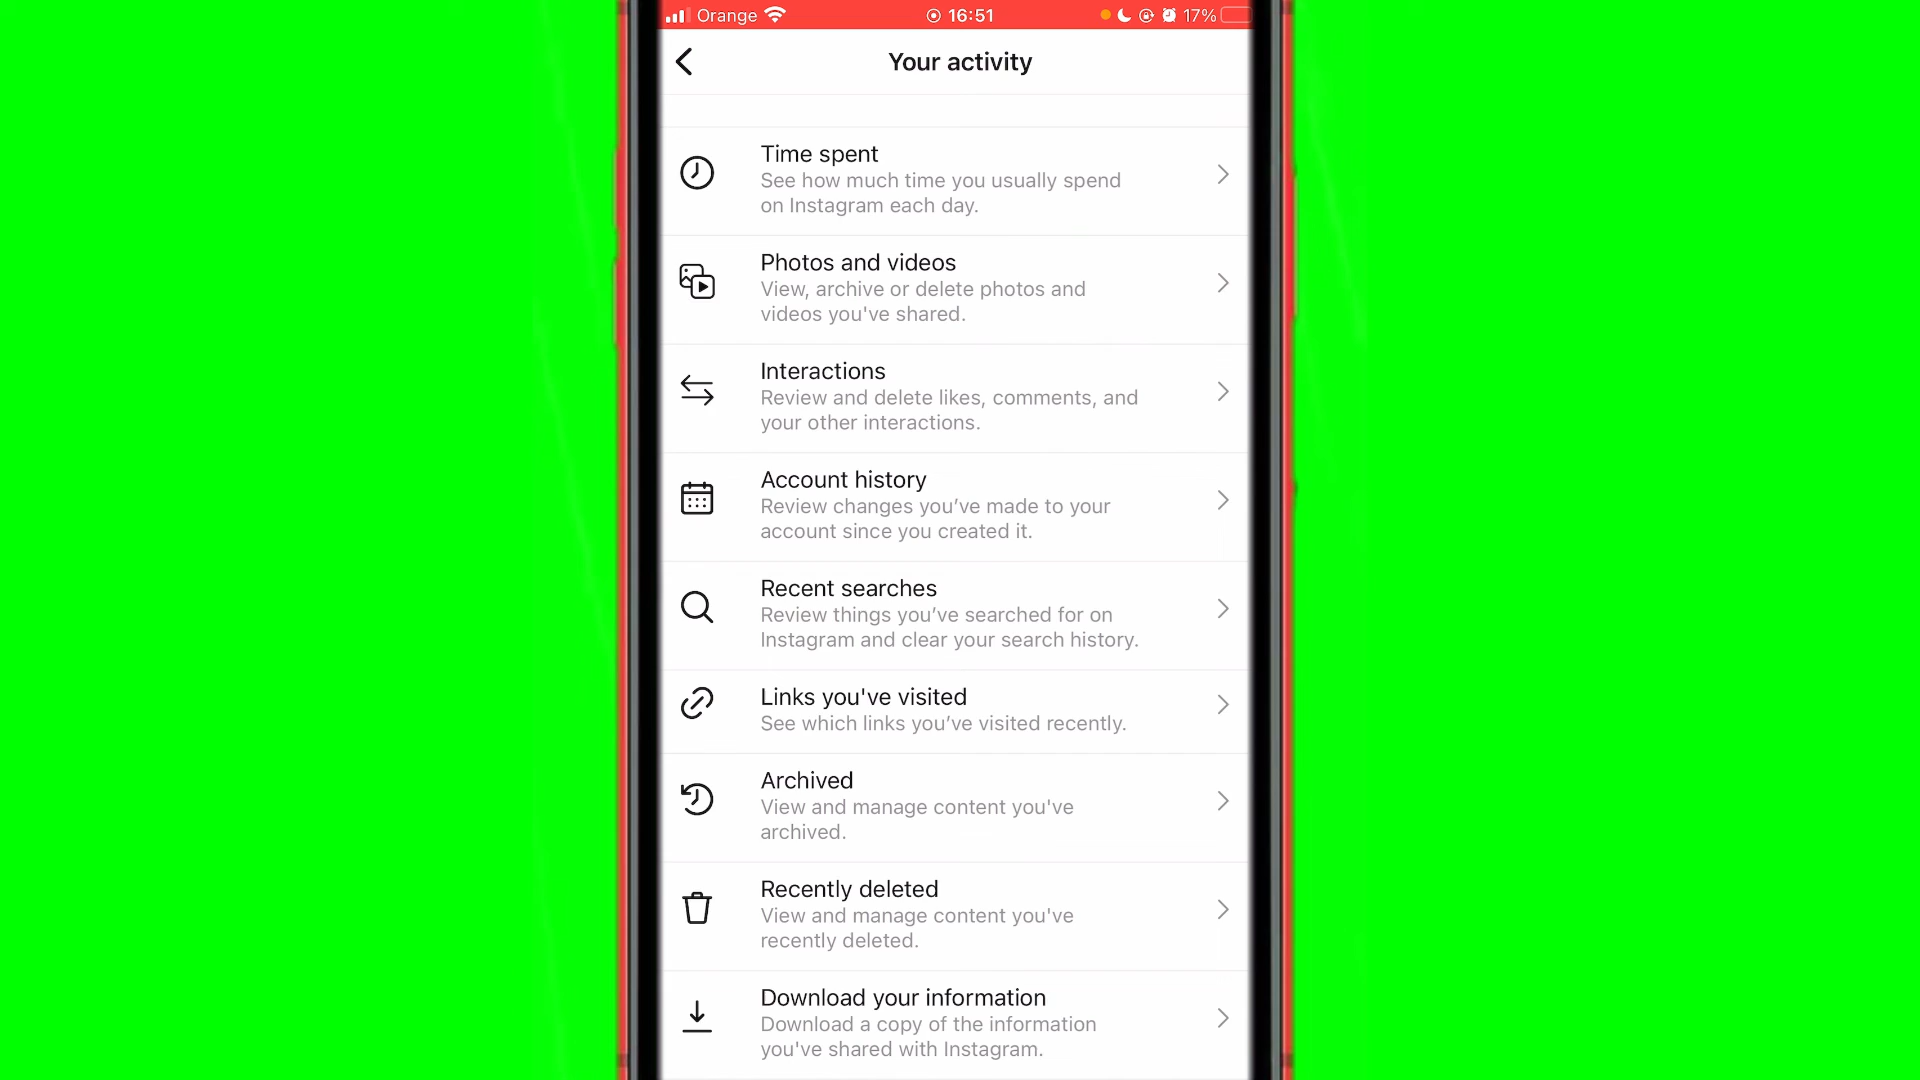 Orange 16:51 17%
Your activity
Time spent
See how much time you usually spend
on Instagram each day.
Photos and videos
View, archive or delete photos and
videos you've shared.
Interactions
Review and delete likes, comments, and
your other interactions.
Account history
Review changes you’ve made to your
account since you created it.
Recent searches
Review things you’ve searched for on
Instagram and clear your search history.
Links you've visited
See which links you’ve visited recently.
Archived
View and manage content you've
archived.
Recently deleted
View and manage content you've
recently deleted.
Download your information
Download a copy of the information
you've shared with Instagram.